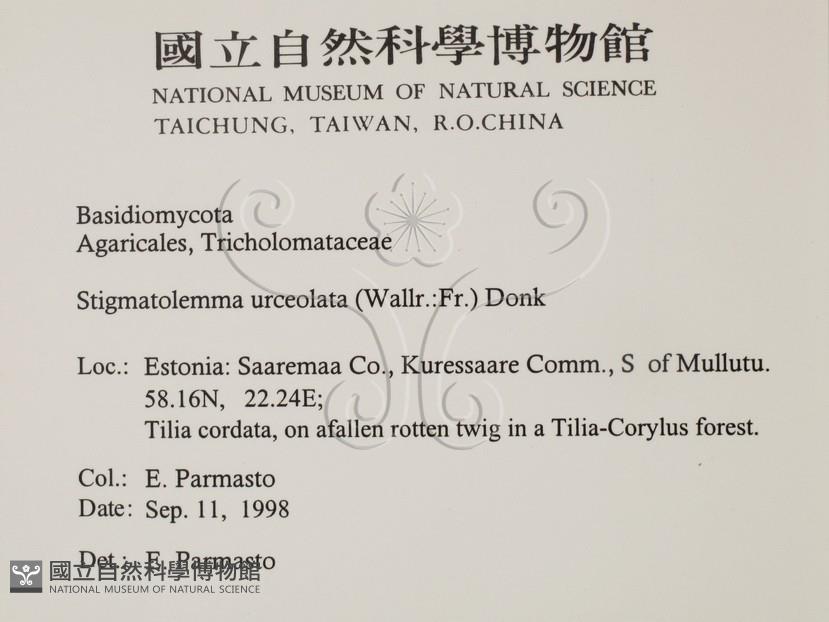 國立自然科學博物館
NATIONAL MUSEUM OF NATURAL SCIENCE
TAICHUNG, TAIWAN, R.O.CHINA
Basidiomycota
Agaricales, Tricholomataceae
Stigmatolemma urceolata (Wallr.:Fr.) Donk
Loc.: Estonia: Saaremaa Co., Kuressaare Comm., S of Mullutu.
58.16N, 22.24E;
Tilia cordata, on afallen rotten twig in a Tilia-Corylus forest.
Col.: E. Parmasto
Date: Sep. 11, 1998
Det.: E. Parmasto
國立自然科學博物館
NATIONAL MUSEUM OF NATURAL SCIENCE